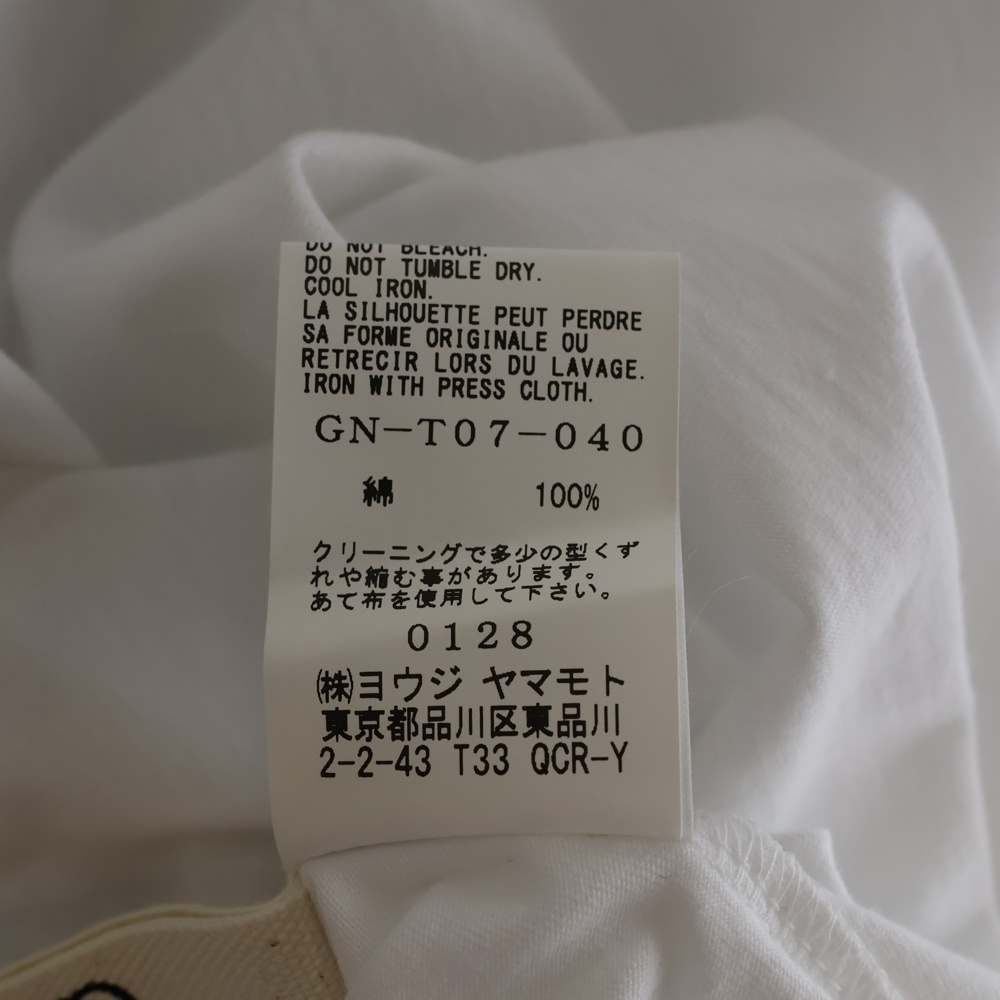 DO NOT BLEACH.
DO NOT TUMBLE DRY.
COOL IRON.
LA SILHOUETTE PEUT PERDRE
SA FORME ORIGINALE OU
RETRECIR LORS DU LAVAGE.
IRON WITH PRESS CLOTH.
GN-T07-040
綿 100%
クリーニングで多少の型くず
れや縮む事があります。
あて布を使用して下さい。
0128
㈱ヨウジ ヤマモト
東京都品川区東品川
2-2-43 T33 QCR-Y